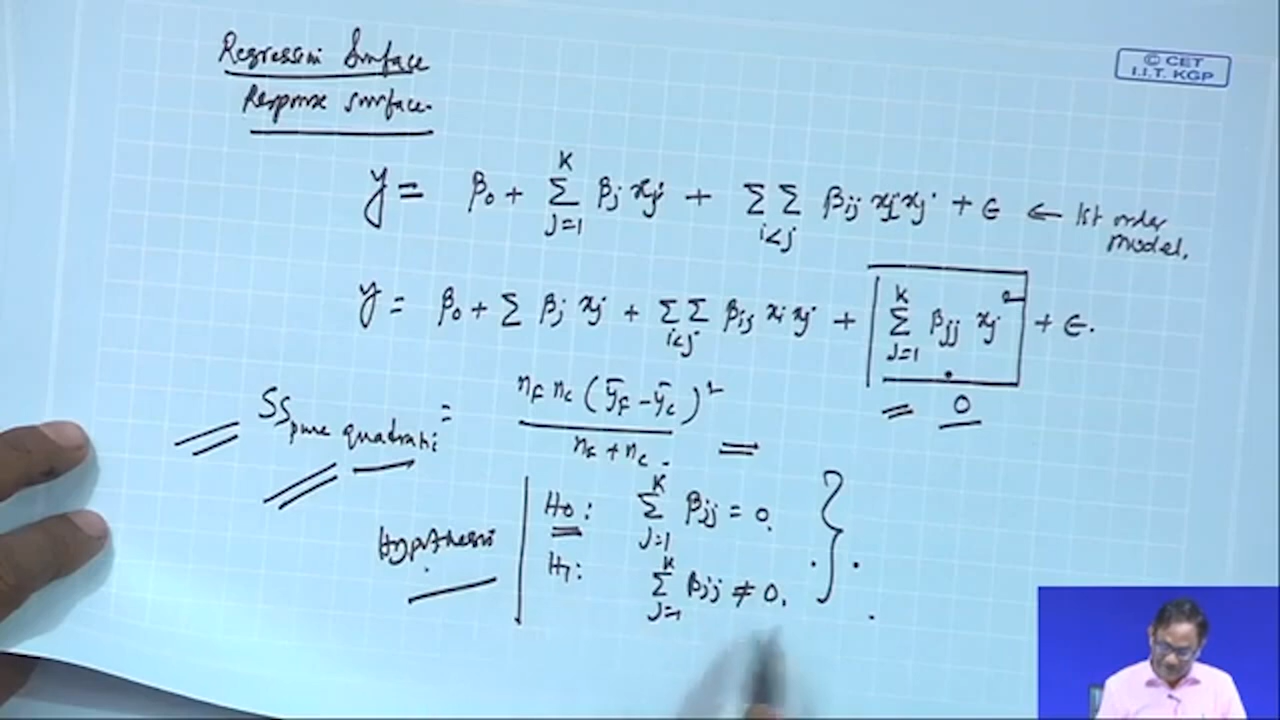 Regression Surface
© CET
I.I.T. KGP
Response surface.
y = β₀ + Σ_{j=1}^{K} βj xj + ΣΣ_{i<j} βij xi xj + ε ← 1st order model.
y = β₀ + Σ βj xj + ΣΣ_{i<j} βij xi xj + Σ_{j=1}^{K} βjj xj² + ε.
0
SS pure quadratic = nF nC (ȳF - ȳC)² / nF + nC.
Hypothesis
H0: Σ_{j=1}^{K} βjj = 0.
H1: Σ_{j=1}^{K} βjj ≠ 0.